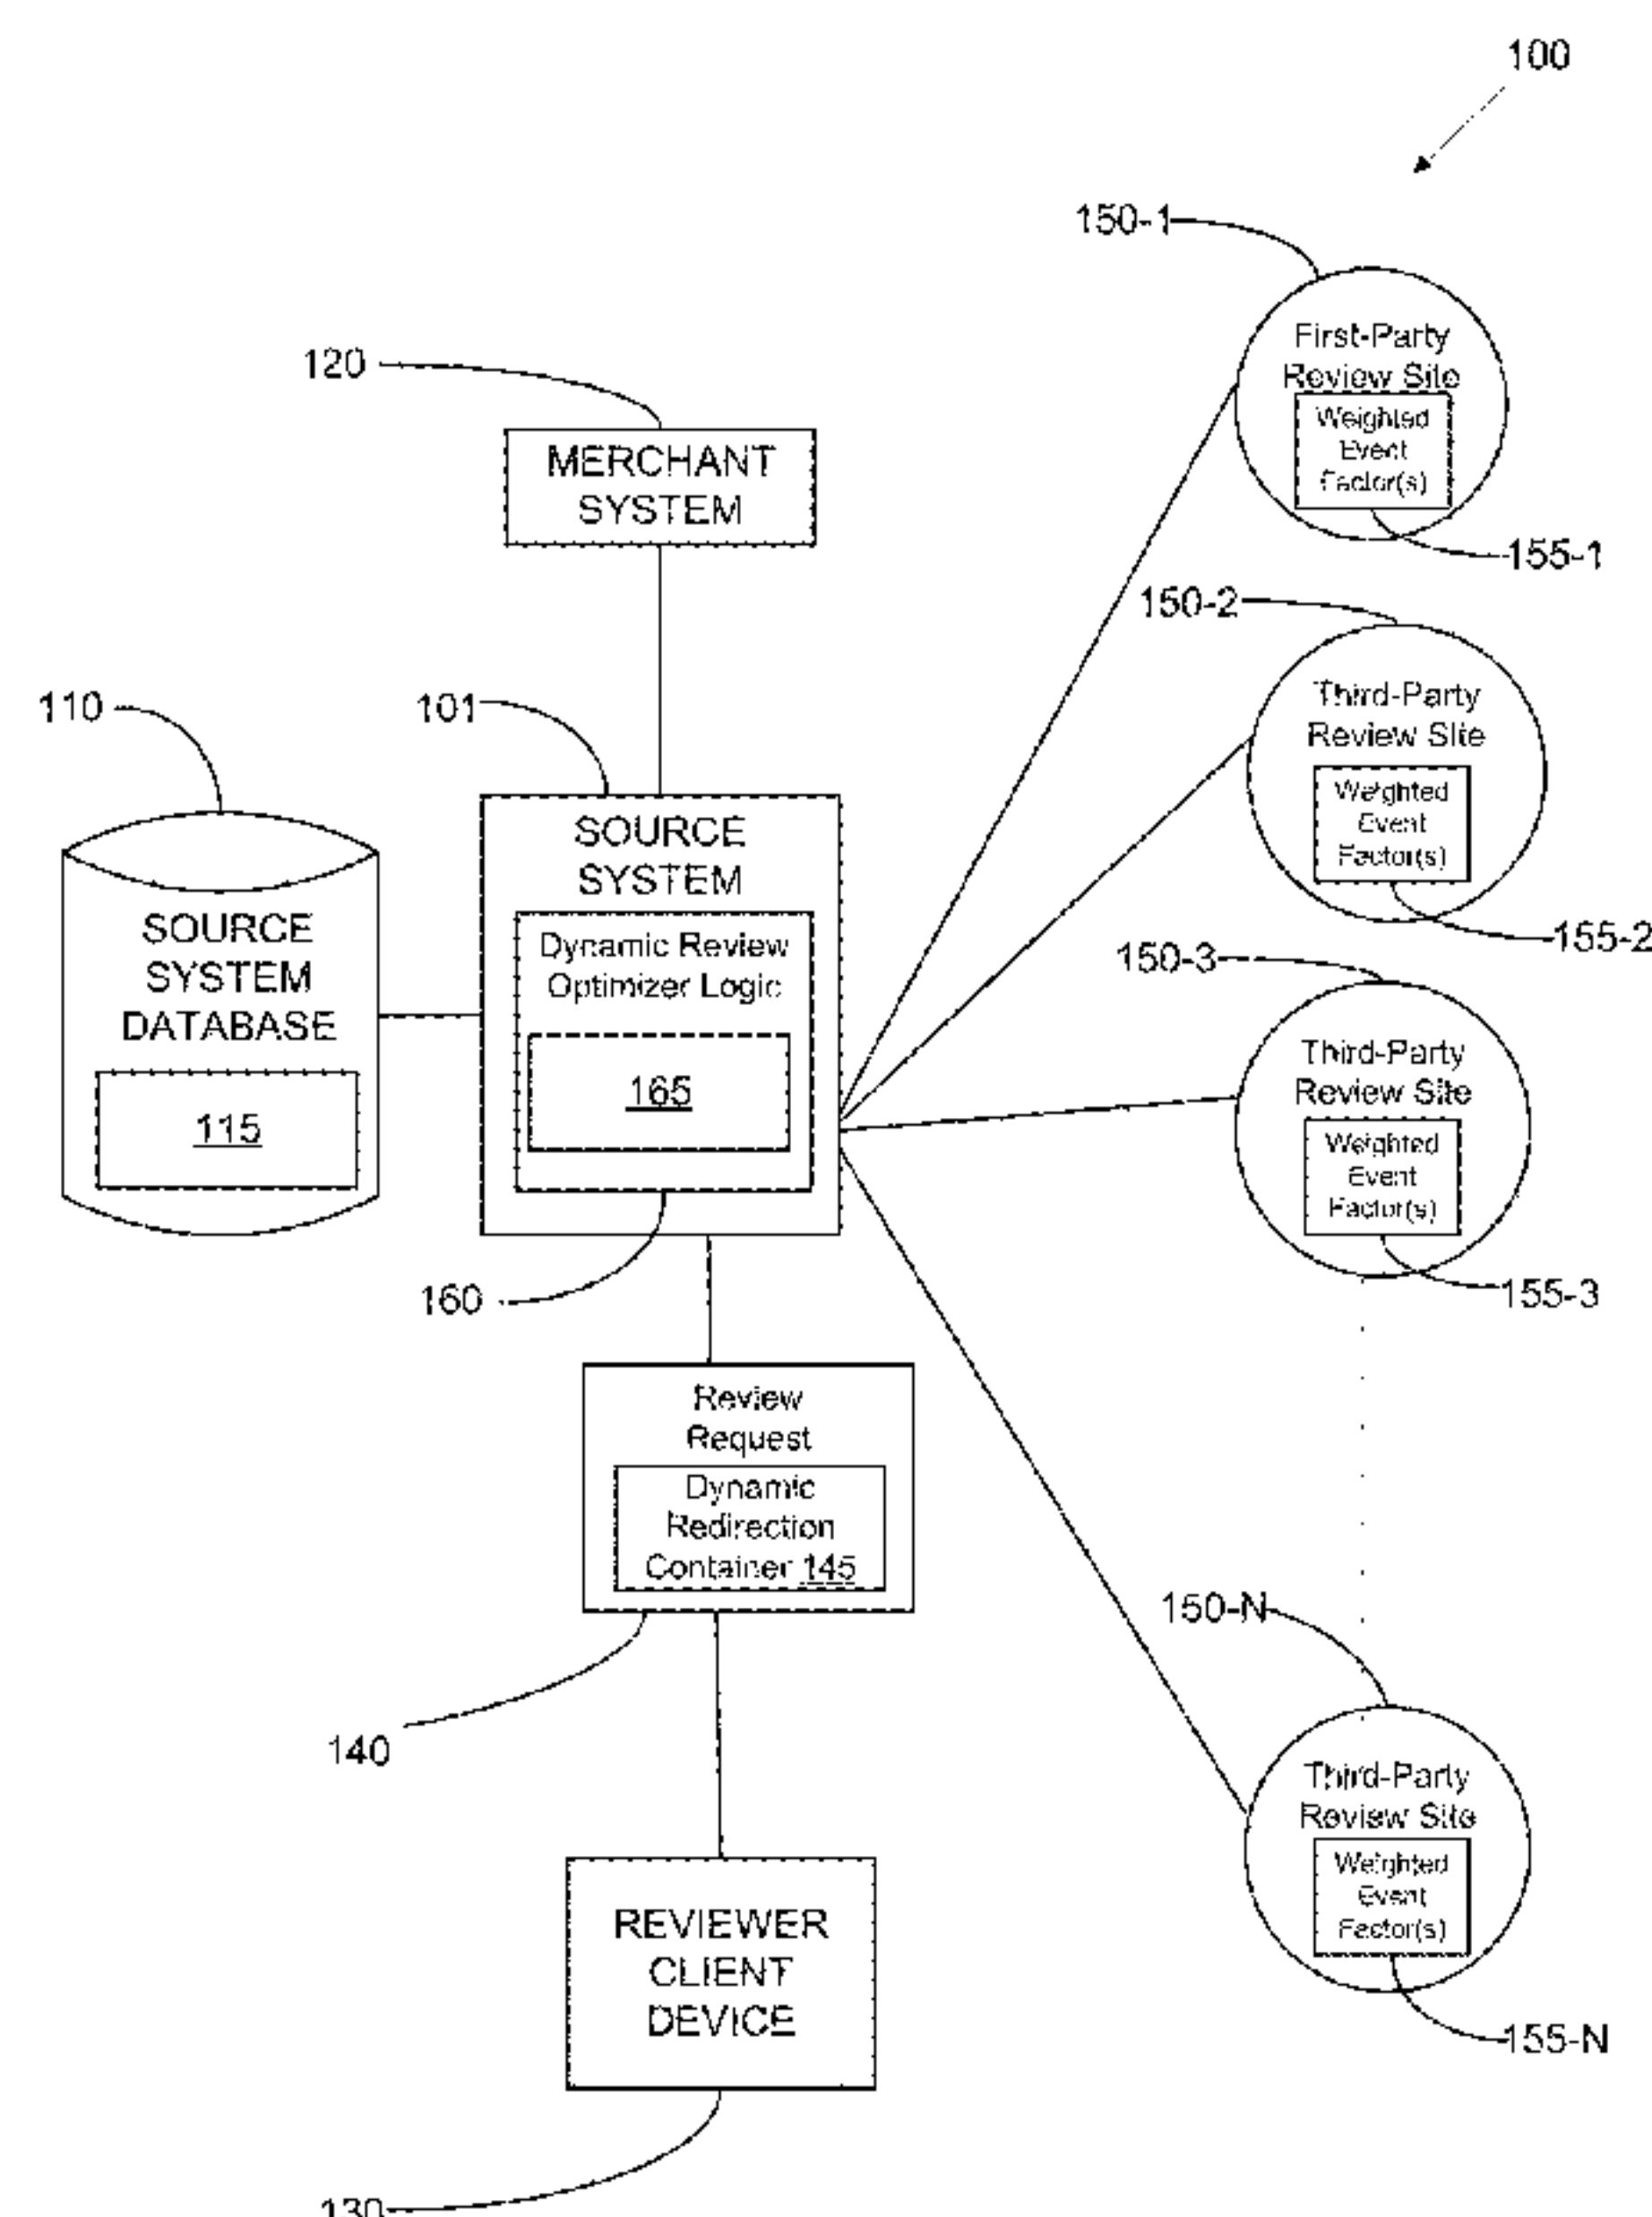 100
150-1
First-Party
Review Site
Weighted
Event
Factor(s)
155-1
120
MERCHANT
SYSTEM
150-2
Third-Party
Review Site
Weighted
Event
Factor(s)
155-2
110
101
SOURCE
SYSTEM
Dynamic Review
Optimizer Logic
165
160
SOURCE
SYSTEM
DATABASE
115
150-3
Third-Party
Review Site
Weighted
Event
Factor(s)
155-3
Review
Request
Dynamic
Redirection
Container 145
140
150-N
Third-Party
Review Site
Weighted
Event
Factor(s)
155-N
REVIEWER
CLIENT
DEVICE
130